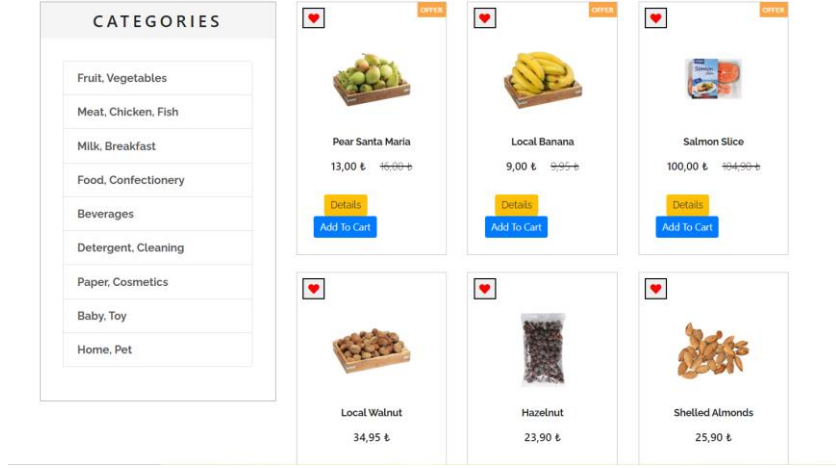 CATEGORIES
Fruit, Vegetables
Meat, Chicken, Fish
Milk, Breakfast
Food, Confectionery
Beverages
Detergent, Cleaning
Paper, Cosmetics
Baby, Toy
Home, Pet
OFFER
Pear Santa Maria
13,00 ₺ 16,00 ₺
Details
Add To Cart
OFFER
Local Banana
9,00 ₺ 9,95 ₺
Details
Add To Cart
OFFER
Salmon
Salmon Slice
100,00 ₺ 104,90 ₺
Details
Add To Cart
Local Walnut
34,95 ₺
Hazelnut
23,90 ₺
Shelled Almonds
25,90 ₺